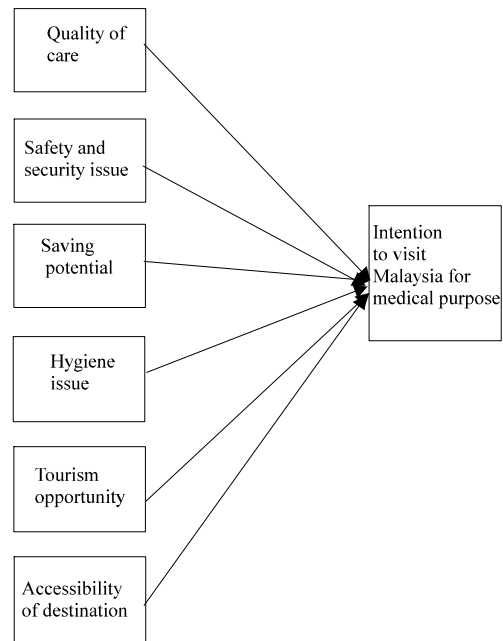 Quality of
care
Safety and
security issue
Saving
potential
Hygiene
issue
Tourism
opportunity
Accessibility
of destination
Intention
to visit
Malaysia for
medical purpose